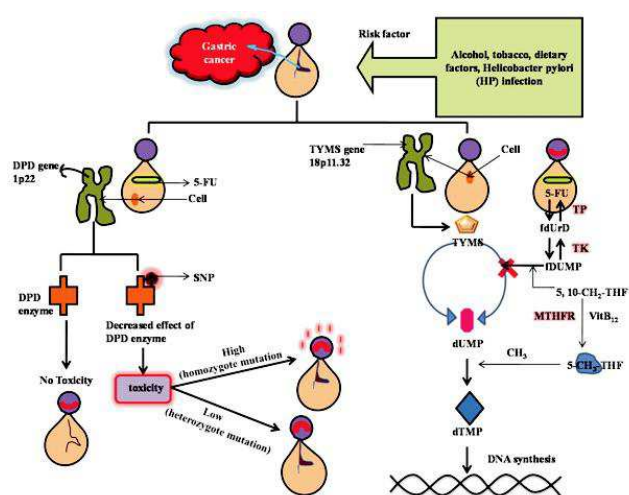 Gastric
cancer
Risk factor
Alcohol, tobacco, dietary
factors, Helicobacter pylori
(HP) infection
DPD gene
1p22
5-FU
Cell
TYMS gene
18p11.32
Cell
5-FU
TP
fdUrD
TK
fDUMP
TYMS
5, 10-CH2-THF
MTHFR
VitB12
dUMP
CH3
5-CH3-THF
dTMP
DNA synthesis
SNP
DPD
enzyme
Decreased effect of
DPD enzyme
No Toxicity
toxicity
High
(homozygote mutation)
Low
(heterozygote mutation)